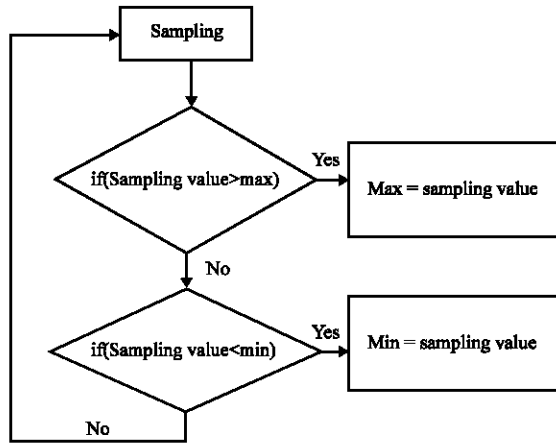 Sampling
if(Sampling value>max)
Yes
Max = sampling value
No
if(Sampling value<min)
Yes
Min = sampling value
No